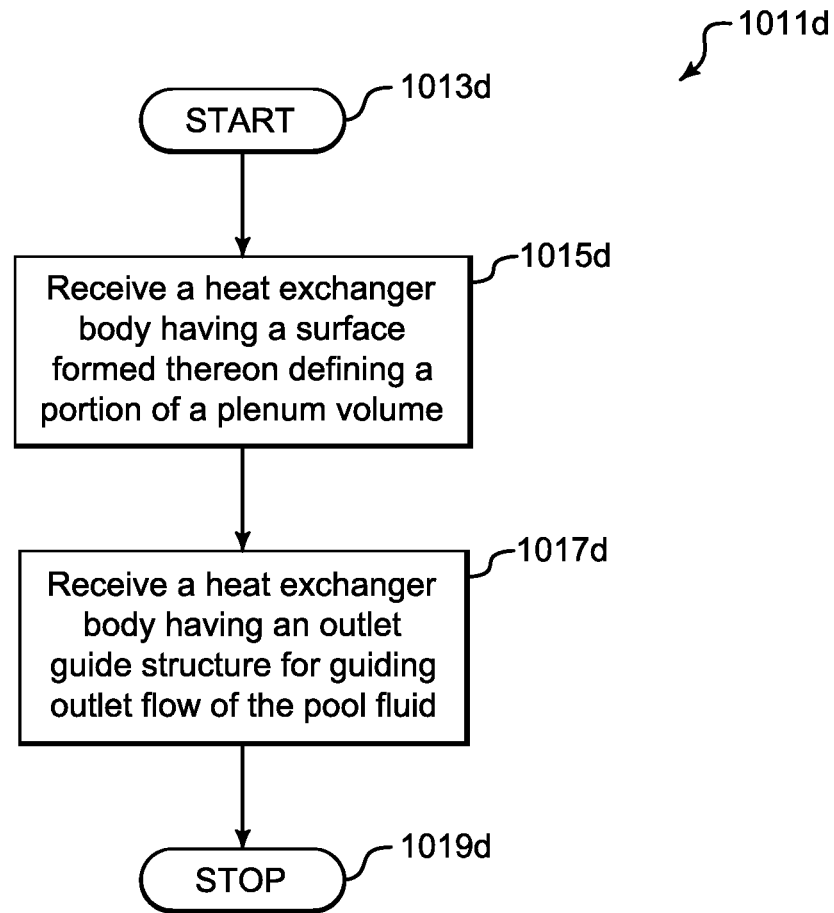 1011d
1013d
START
1015d
Receive a heat exchanger
body having a surface
formed thereon defining a
portion of a plenum volume
1017d
Receive a heat exchanger
body having an outlet
guide structure for guiding
outlet flow of the pool fluid
1019d
STOP